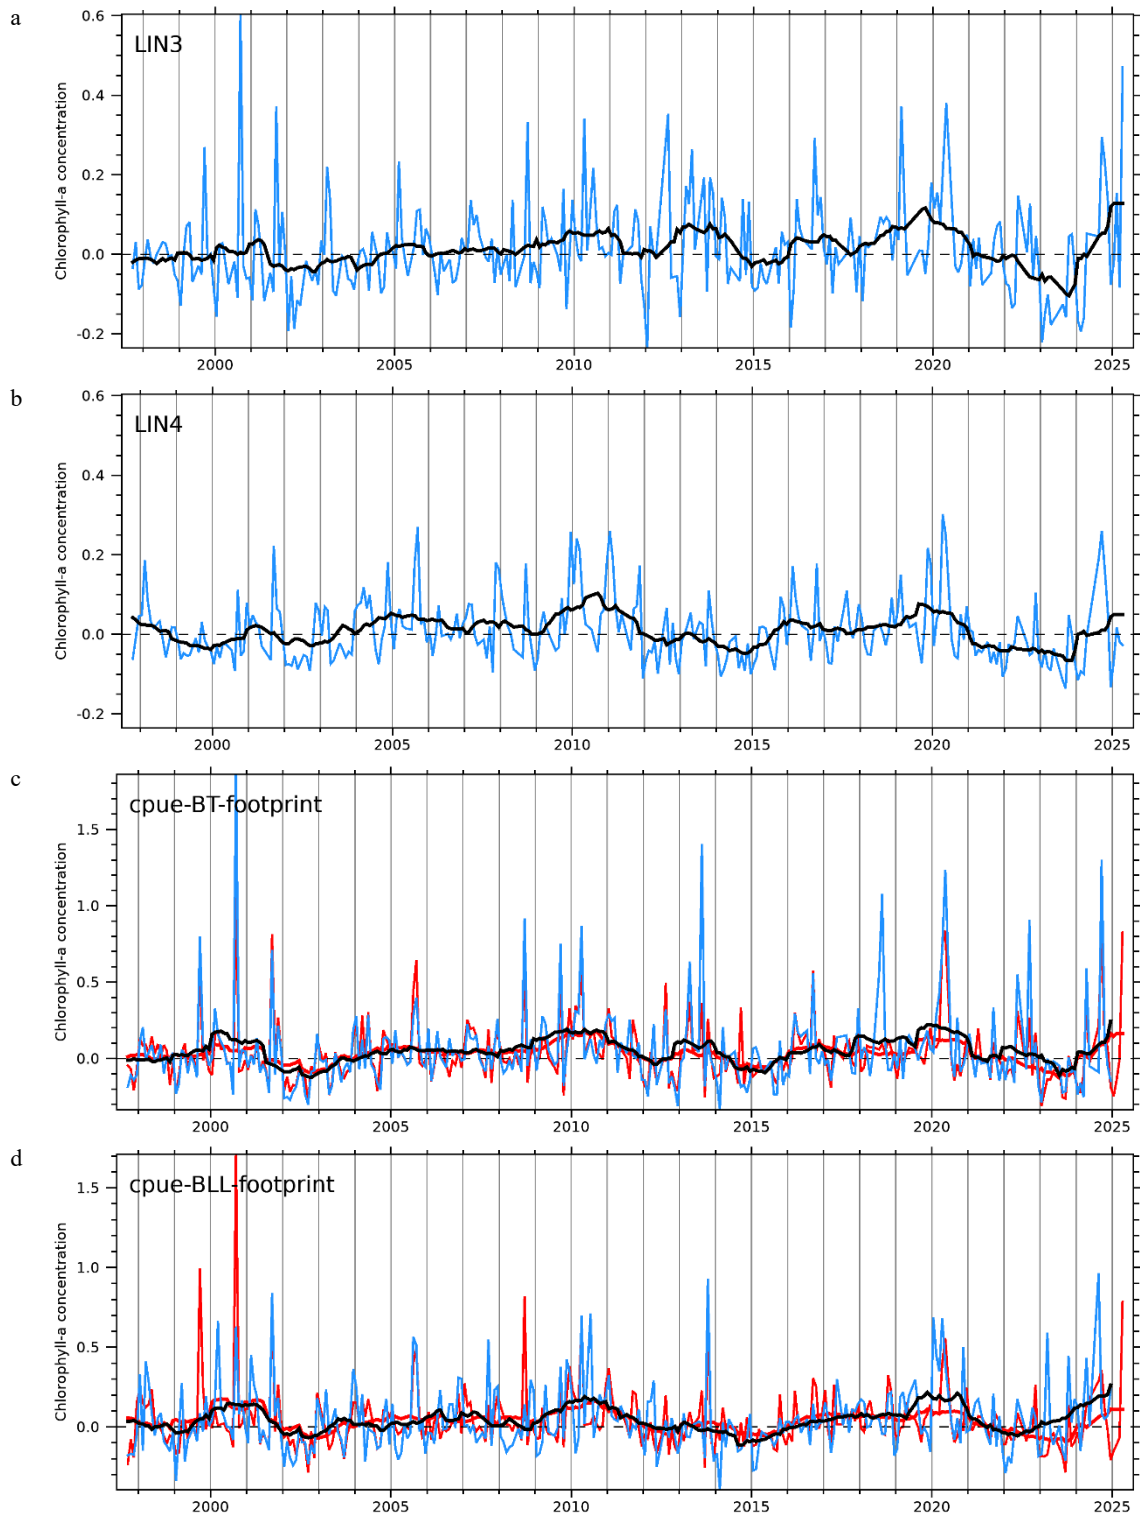 a
0.6
0.4
0.2
0.0
-0.2
Chlorophyll-a concentration
LIN3
2000 2005 2010 2015 2020 2025
b
0.6
0.4
0.2
0.0
-0.2
Chlorophyll-a concentration
LIN4
2000 2005 2010 2015 2020 2025
c
1.5
1.0
0.5
0.0
Chlorophyll-a concentration
cpue-BT-footprint
2000 2005 2010 2015 2020 2025
d
1.5
1.0
0.5
0.0
Chlorophyll-a concentration
cpue-BLL-footprint
2000 2005 2010 2015 2020 2025